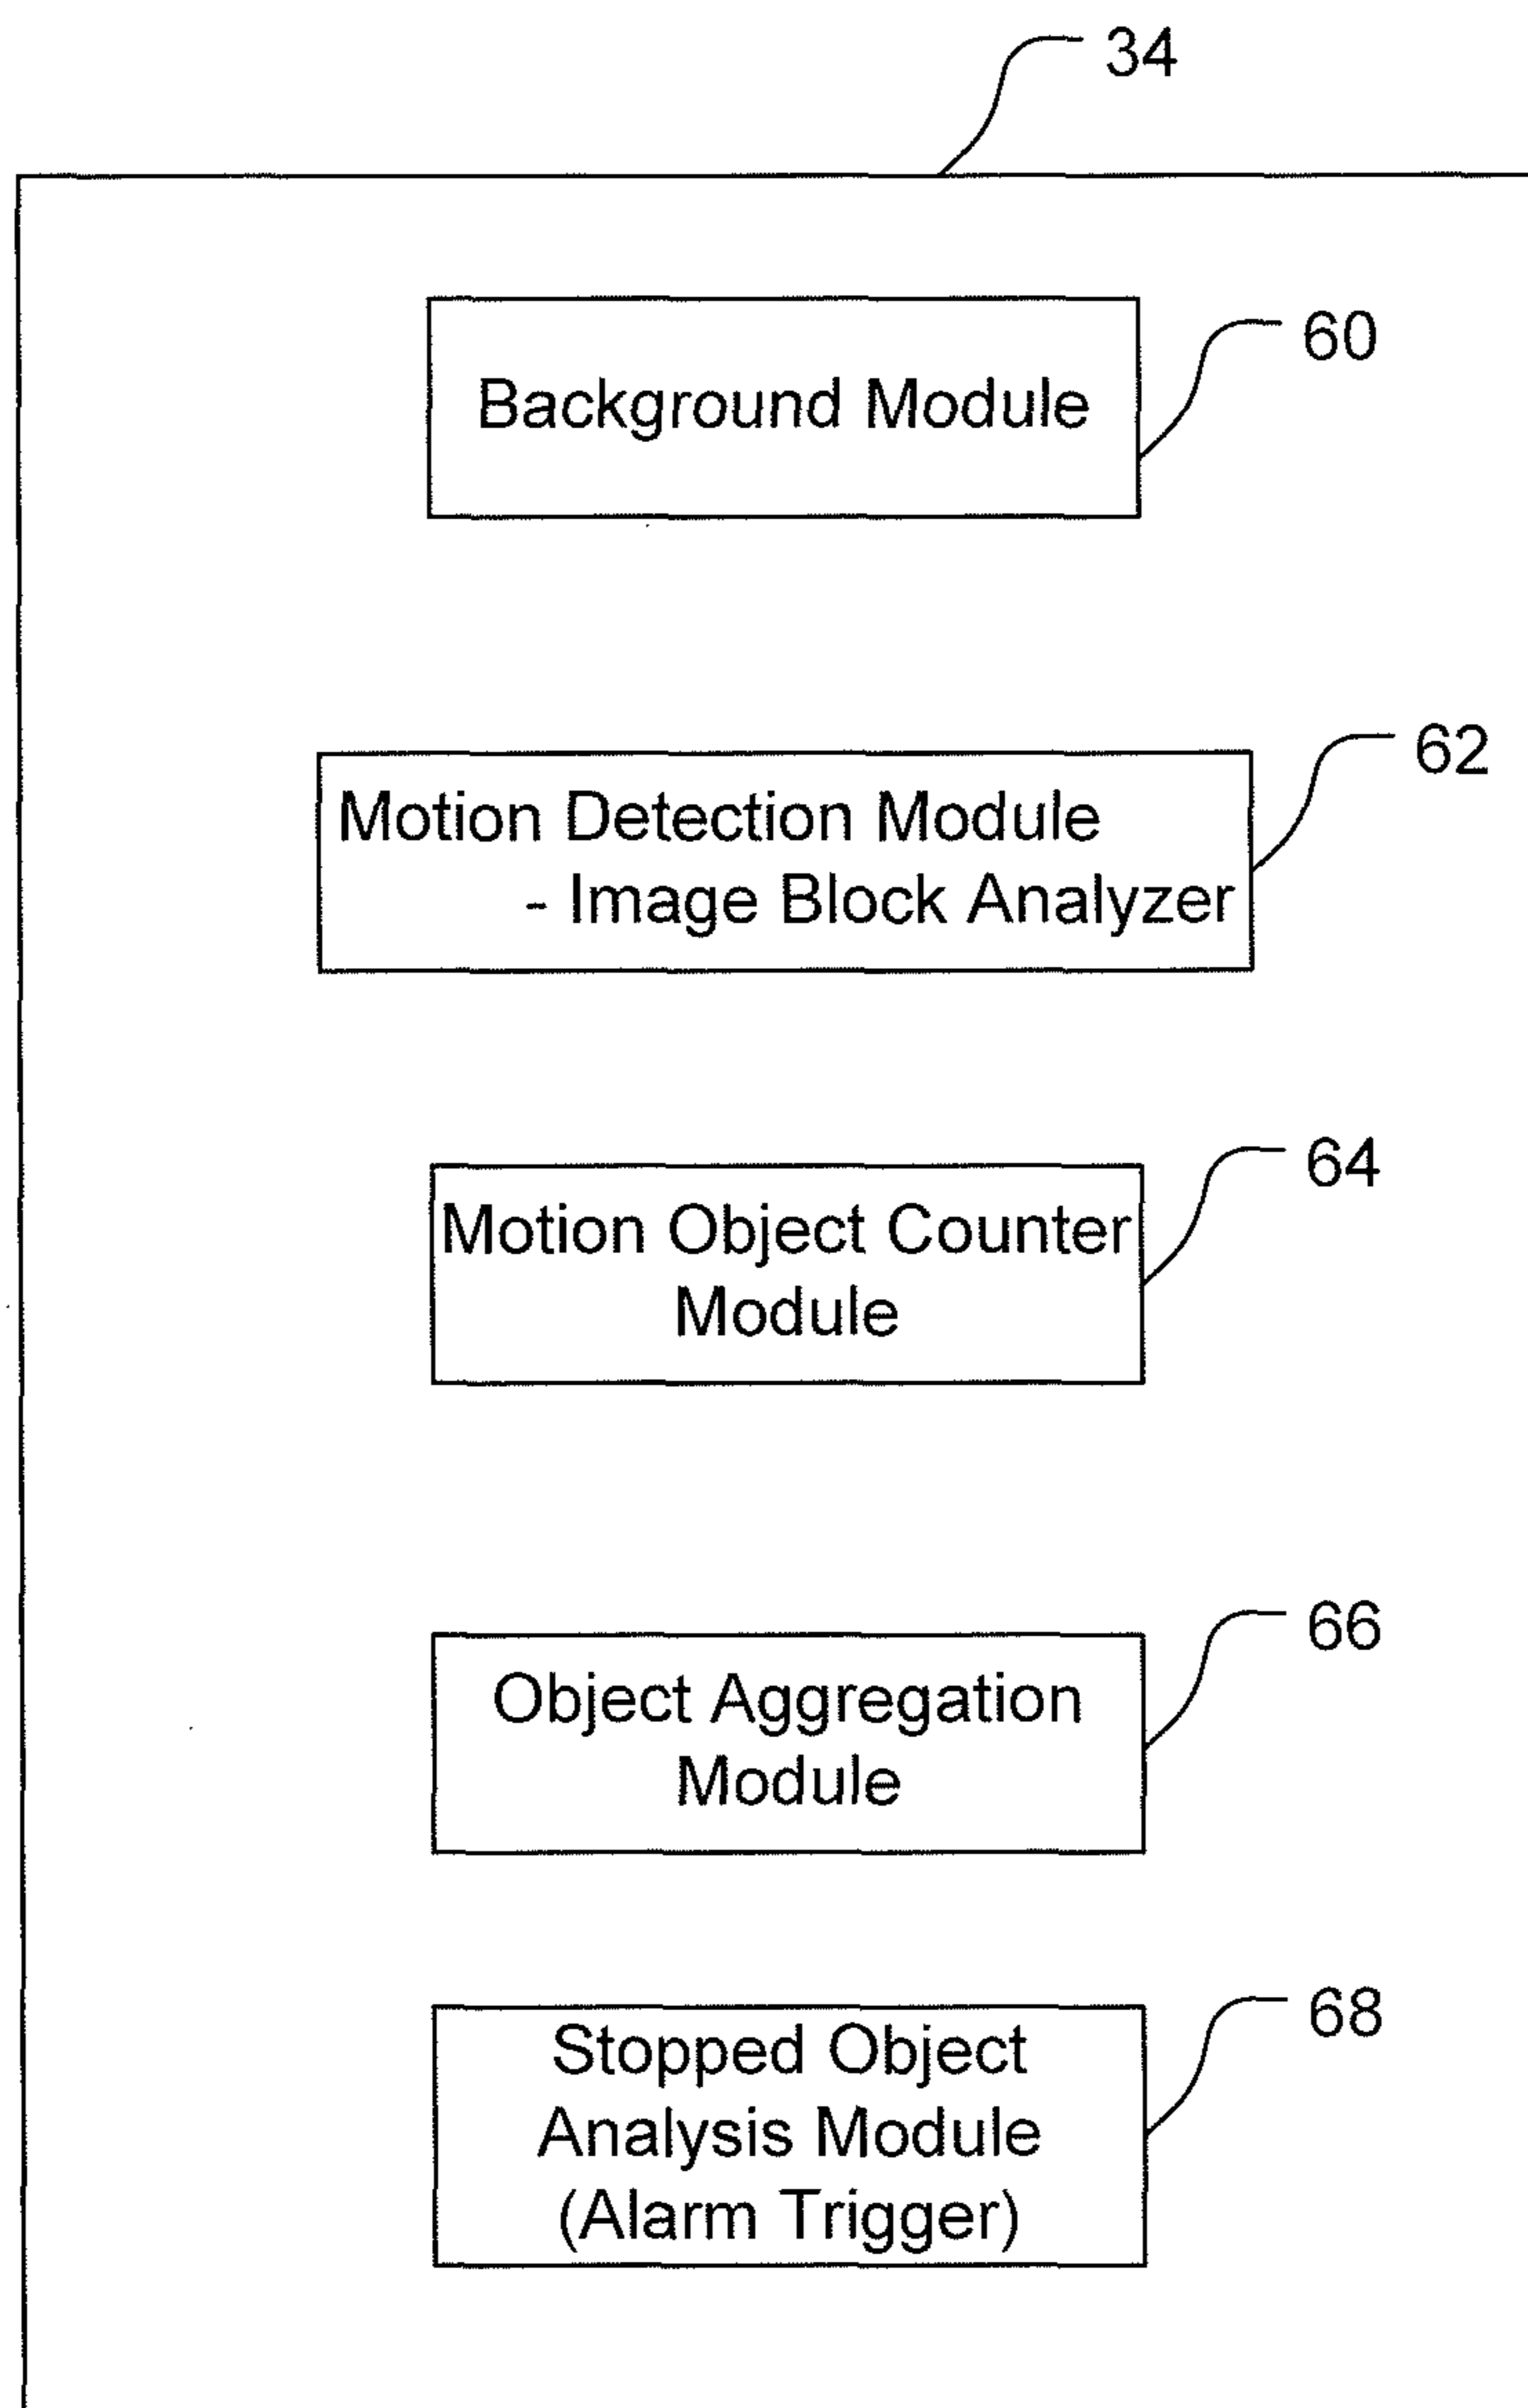 34
60
Background Module
62
Motion Detection Module
- Image Block Analyzer
64
Motion Object Counter
Module
66
Object Aggregation
Module
68
Stopped Object
Analysis Module
(Alarm Trigger)